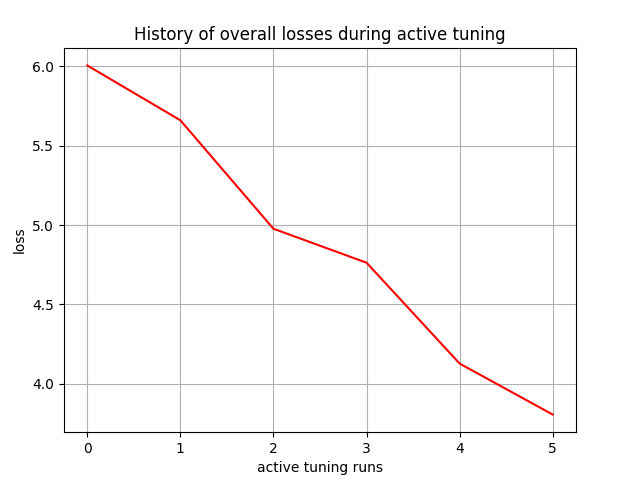 History of overall losses during active tuning
6.0
5.5
5.0
4.5
4.0
loss
0 1 2 3 4 5
active tuning runs